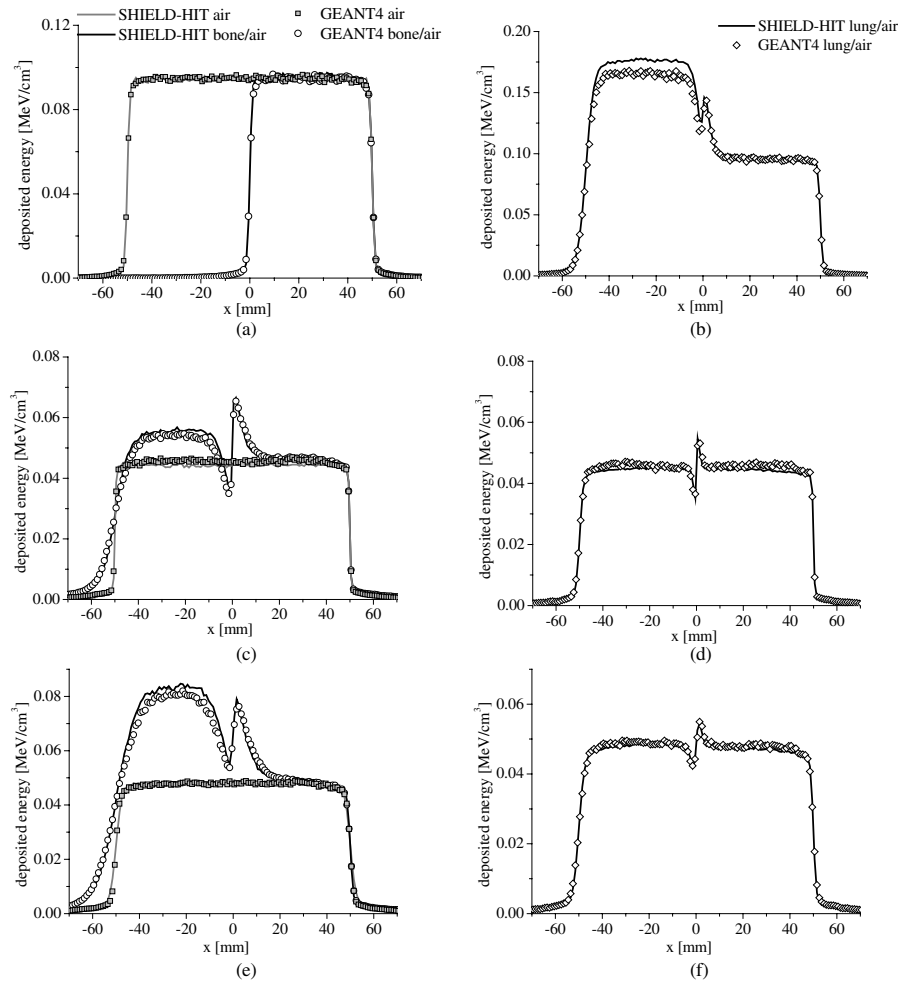 SHIELD-HIT air
GEANT4 air
SHIELD-HIT bone/air
GEANT4 bone/air
0.12
0.08
0.04
0.00
deposited energy [MeV/cm³]
-60 -40 -20 0 20 40 60
x [mm]
(a)
SHIELD-HIT lung/air
GEANT4 lung/air
0.20
0.15
0.10
0.05
0.00
deposited energy [MeV/cm³]
-60 -40 -20 0 20 40 60
x [mm]
(b)
0.08
0.06
0.04
0.02
0.00
deposited energy [MeV/cm³]
-60 -40 -20 0 20 40 60
x [mm]
(c)
0.08
0.06
0.04
0.02
0.00
deposited energy [MeV/cm³]
-60 -40 -20 0 20 40 60
x [mm]
(d)
0.08
0.06
0.04
0.02
0.00
deposited energy [MeV/cm³]
-60 -40 -20 0 20 40 60
x [mm]
(e)
0.08
0.06
0.04
0.02
0.00
deposited energy [MeV/cm³]
-60 -40 -20 0 20 40 60
x [mm]
(f)